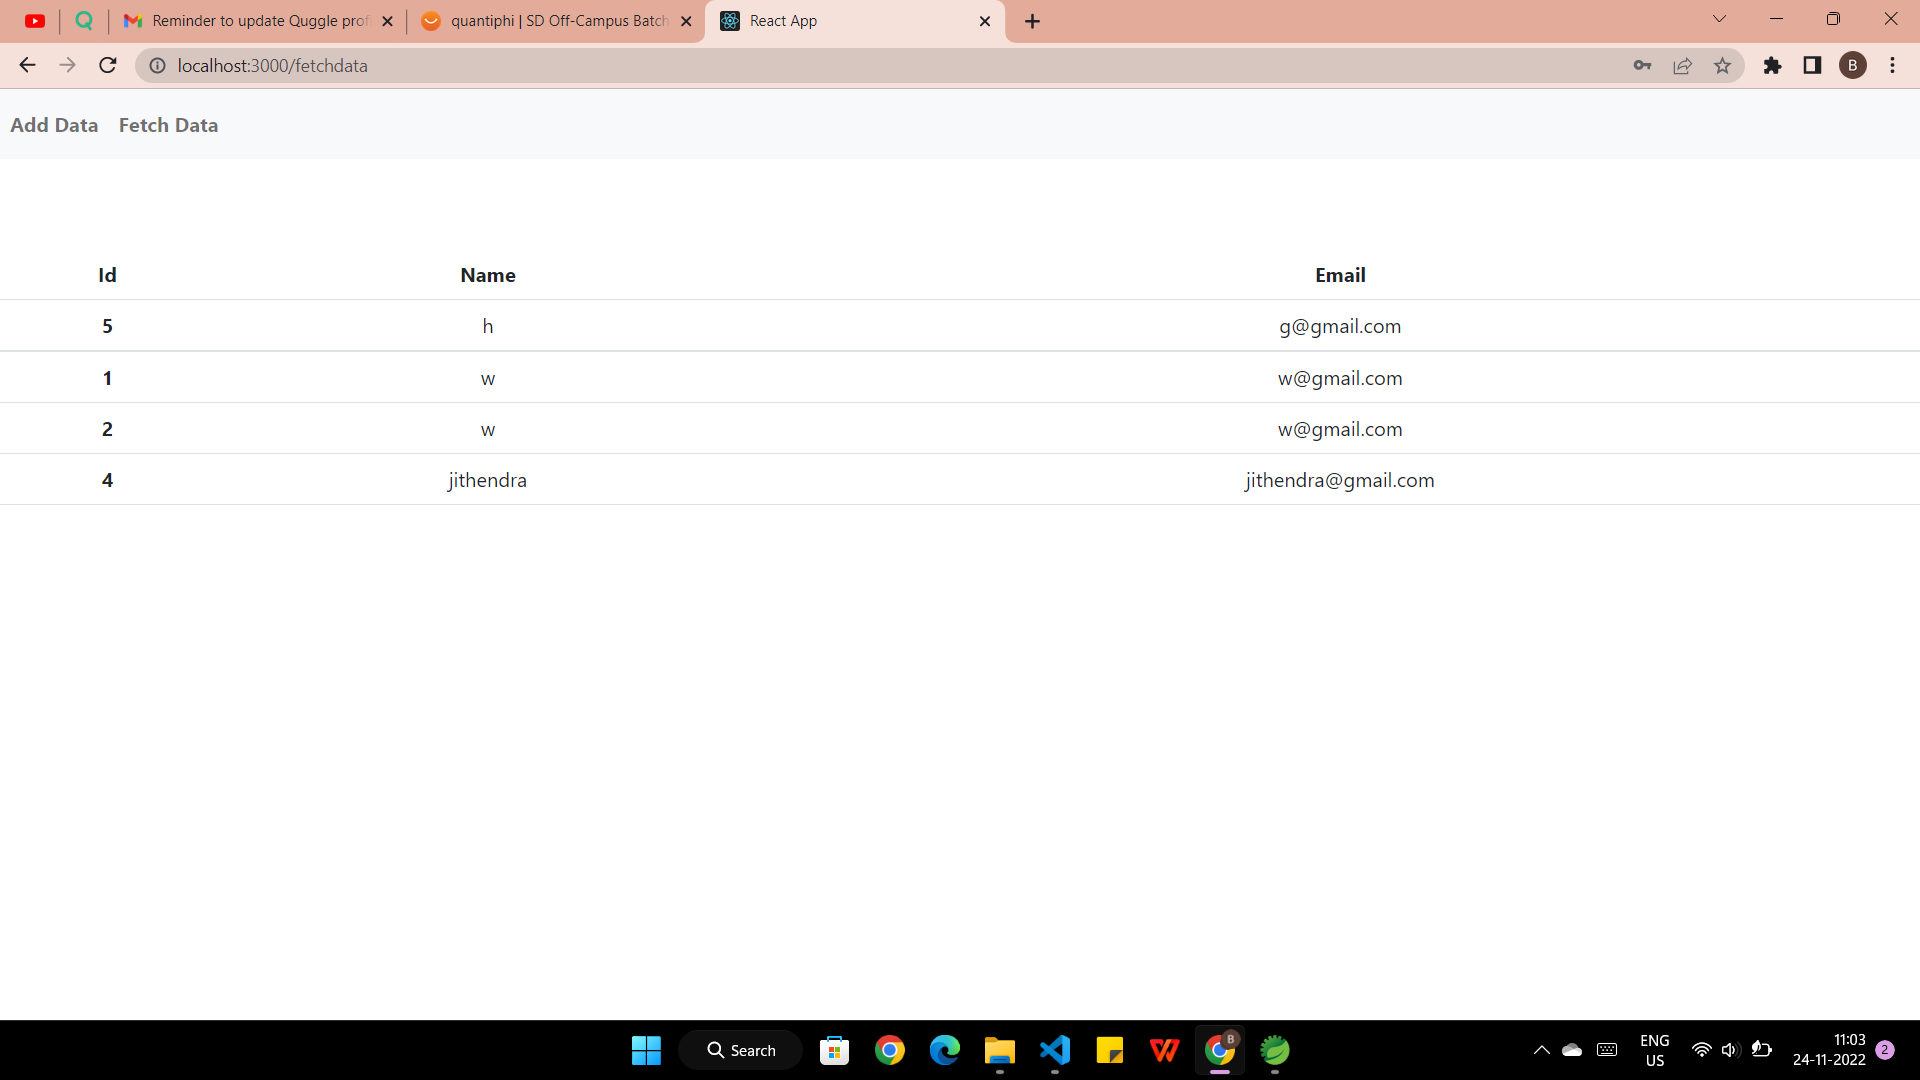 Reminder to update Quggle prof
quantiphi | SD Off-Campus Batch
React App
localhost:3000/fetchdata
B
Add Data Fetch Data
Id Name Email
5 h g@gmail.com
1 w w@gmail.com
2 w w@gmail.com
4 jithendra jithendra@gmail.com
Search
B
ENG
US
11:03
24-11-2022
2